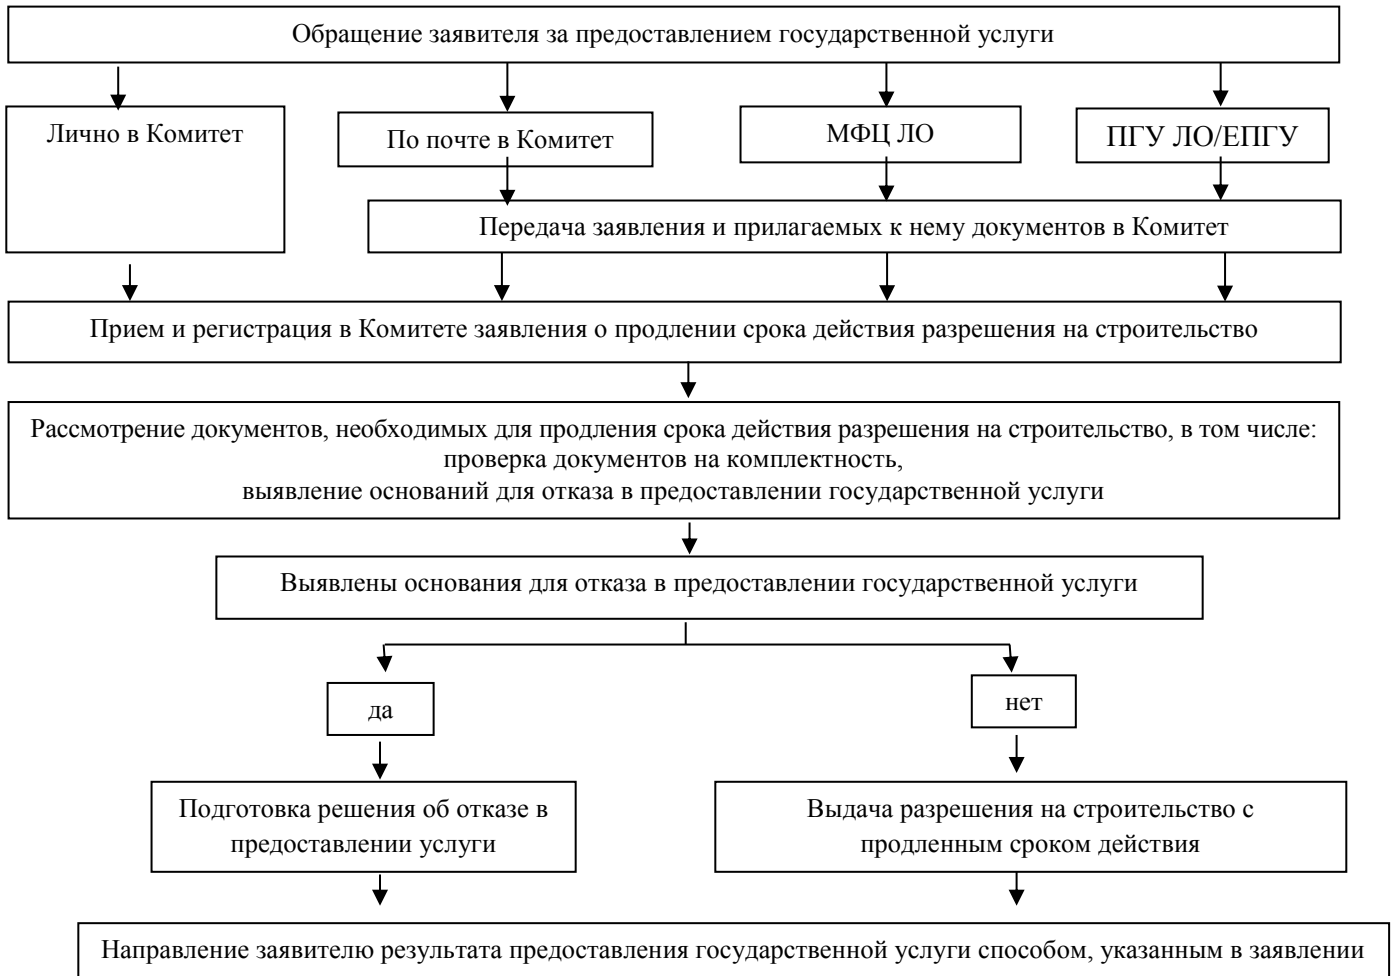 Обращение заявителя за предоставлением государственной услуги
Лично в Комитет
По почте в Комитет
МФЦ ЛО
ПГУ ЛО/ЕПГУ
Передача заявления и прилагаемых к нему документов в Комитет
Прием и регистрация в Комитете заявления о продлении срока действия разрешения на строительство
Рассмотрение документов, необходимых для продления срока действия разрешения на строительство, в том числе:
проверка документов на комплектность,
выявление оснований для отказа в предоставлении государственной услуги
Выявлены основания для отказа в предоставлении государственной услуги
да
нет
Подготовка решения об отказе в
предоставлении услуги
Выдача разрешения на строительство с
продленным сроком действия
Направление заявителю результата предоставления государственной услуги способом, указанным в заявлении